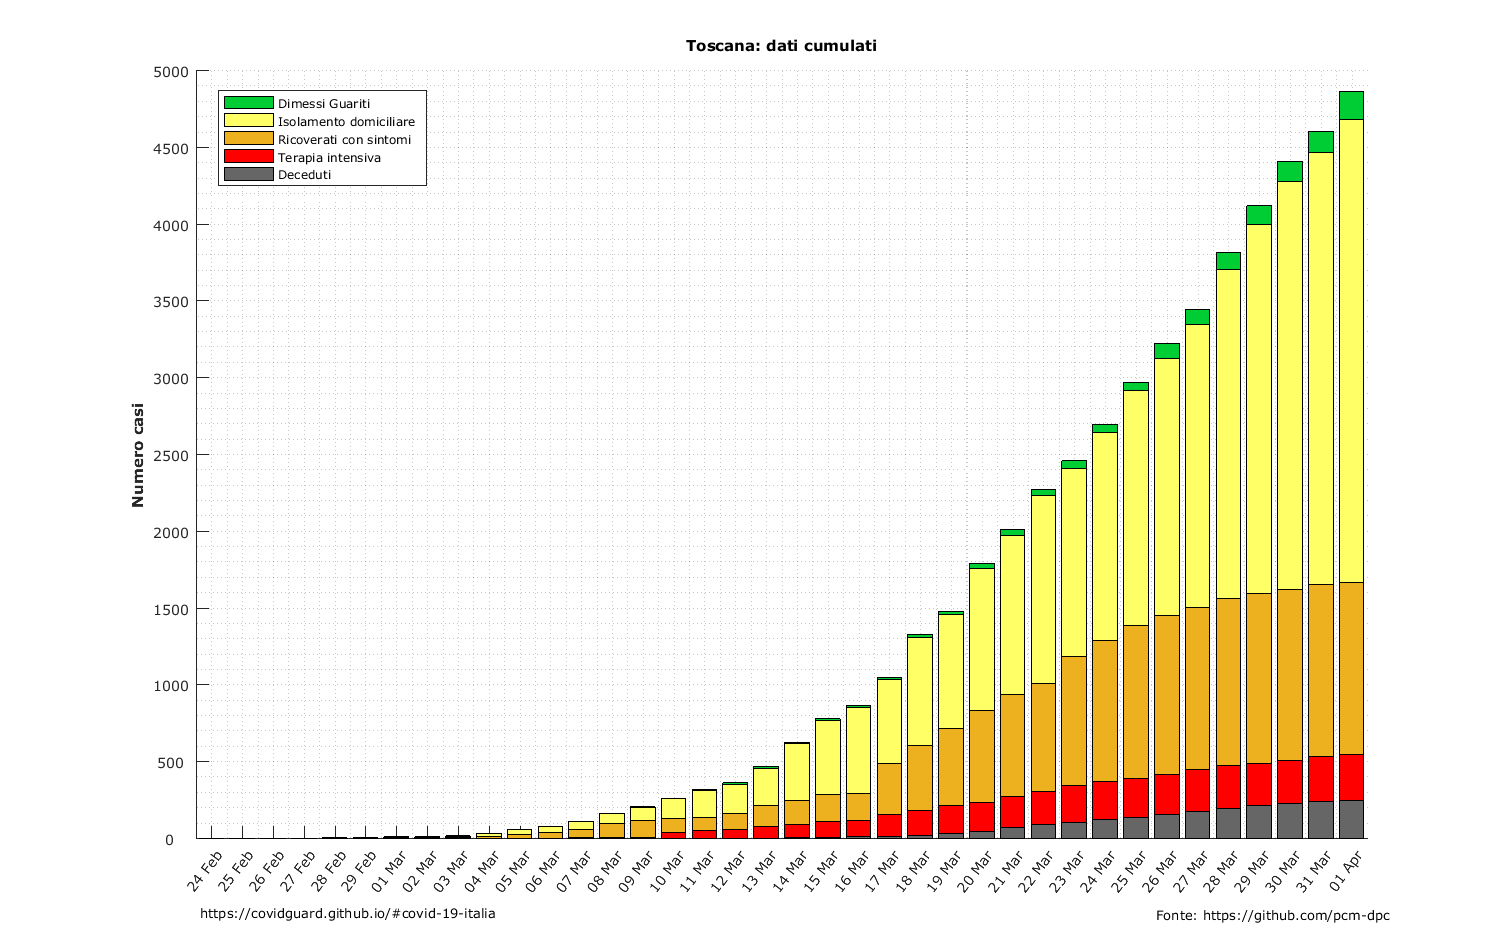 Toscana: dati cumulati
5000
4500
4000
3500
3000
2500
2000
1500
1000
500
0
Numero casi
Dimessi Guariti
Isolamento domiciliare
Ricoverati con sintomi
Terapia intensiva
Deceduti
24 Feb
25 Feb
26 Feb
27 Feb
28 Feb
29 Feb
01 Mar
02 Mar
03 Mar
04 Mar
05 Mar
06 Mar
07 Mar
08 Mar
09 Mar
10 Mar
11 Mar
12 Mar
13 Mar
14 Mar
15 Mar
16 Mar
17 Mar
18 Mar
19 Mar
20 Mar
21 Mar
22 Mar
23 Mar
24 Mar
25 Mar
26 Mar
27 Mar
28 Mar
29 Mar
30 Mar
31 Mar
01 Apr
https://covidguard.github.io/#covid-19-italia
Fonte: https://github.com/pcm-dpc